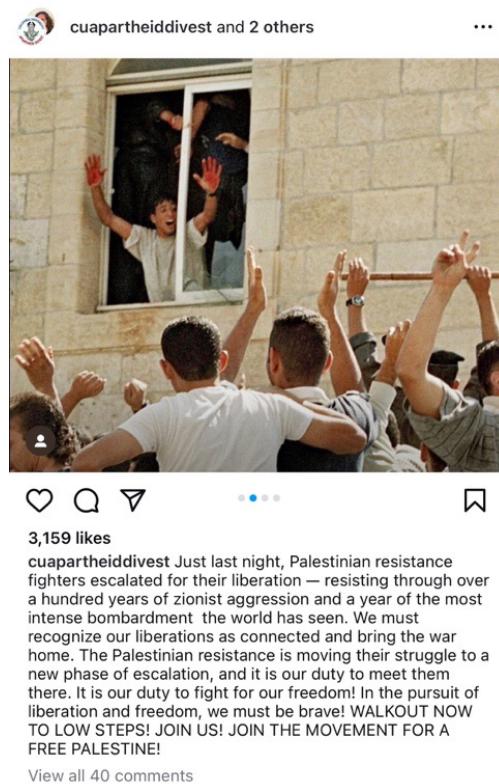 cuapartheiddivest and 2 others
3,159 likes
cuapartheiddivest Just last night, Palestinian resistance
fighters escalated for their liberation — resisting through over
a hundred years of zionist aggression and a year of the most
intense bombardment  the world has seen. We must
recognize our liberations as connected and bring the war
home. The Palestinian resistance is moving their struggle to a
new phase of escalation, and it is our duty to meet them
there. It is our duty to fight for our freedom! In the pursuit of
liberation and freedom, we must be brave! WALKOUT NOW
TO LOW STEPS! JOIN US! JOIN THE MOVEMENT FOR A
FREE PALESTINE!
View all 40 comments